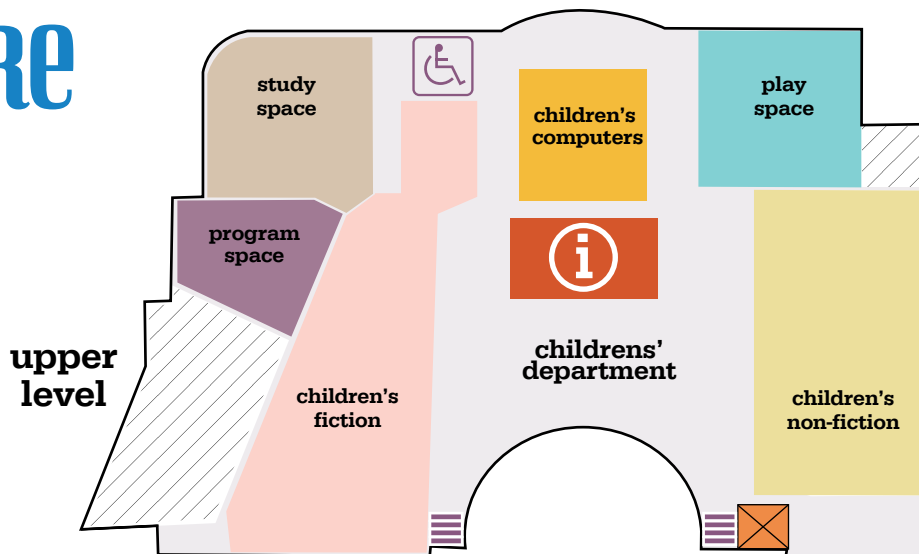 RE
study
space
children's
computers
play
space
program
space
i
upper
level
childrens'
department
children's
fiction
children's
non-fiction